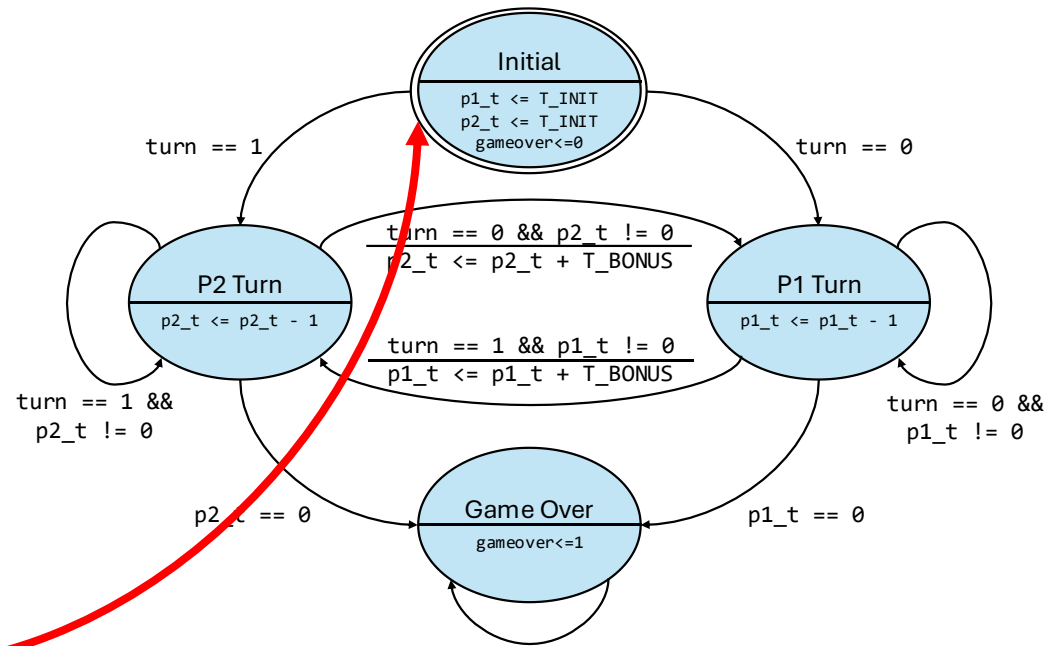 Initial
p1_t <= T_INIT
p2_t <= T_INIT
gameover<=0
turn == 1
turn == 0
turn == 0 && p2_t != 0
p2_t <= p2_t + T_BONUS
P2 Turn
p2_t <= p2_t - 1
P1 Turn
p1_t <= p1_t - 1
turn == 1 && p1_t != 0
p1_t <= p1_t + T_BONUS
turn == 1 &&
p2_t != 0
turn == 0 &&
p1_t != 0
p2_t == 0
p1_t == 0
Game Over
gameover<=1